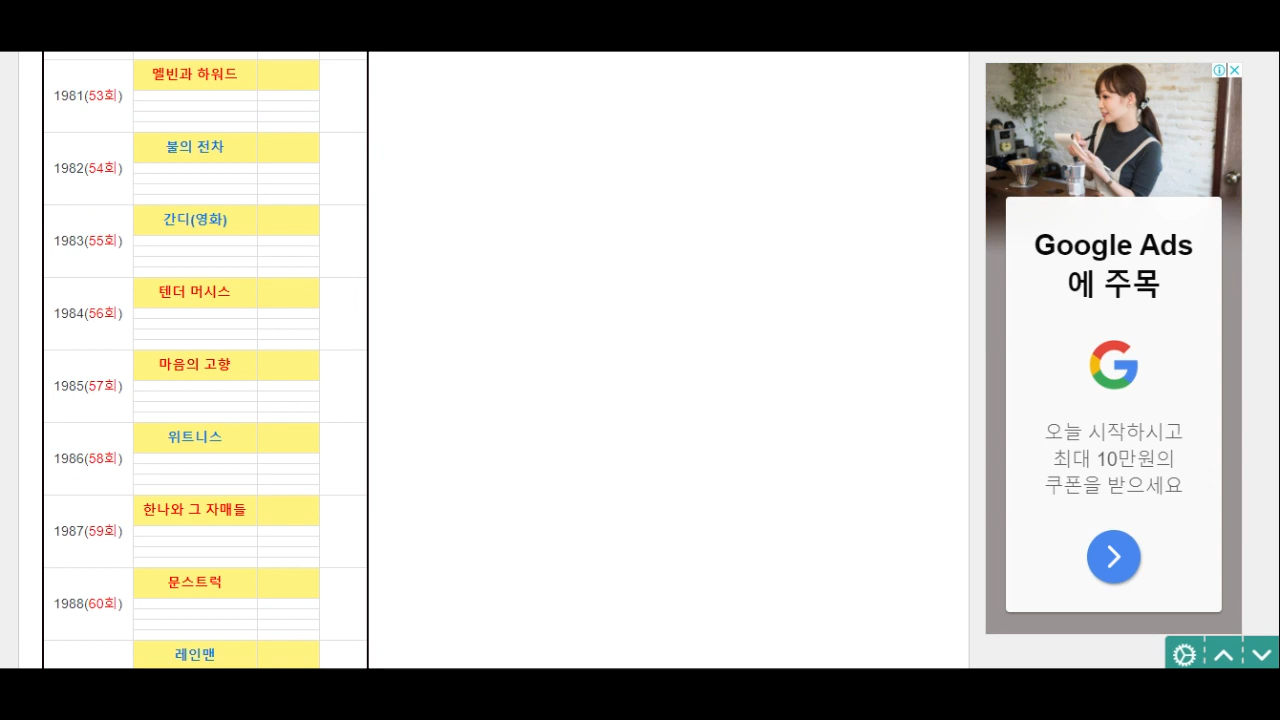 멜빈과 하워드
1981(53회)
불의 전차
1982(54회)
간디(영화)
1983(55회)
텐더 머시스
1984(56회)
마음의 고향
1985(57회)
위트니스
1986(58회)
한나와 그 자매들
1987(59회)
문스트럭
1988(60회)
레인맨
Google Ads
에 주목
오늘 시작하시고
최대 10만원의
쿠폰을 받으세요